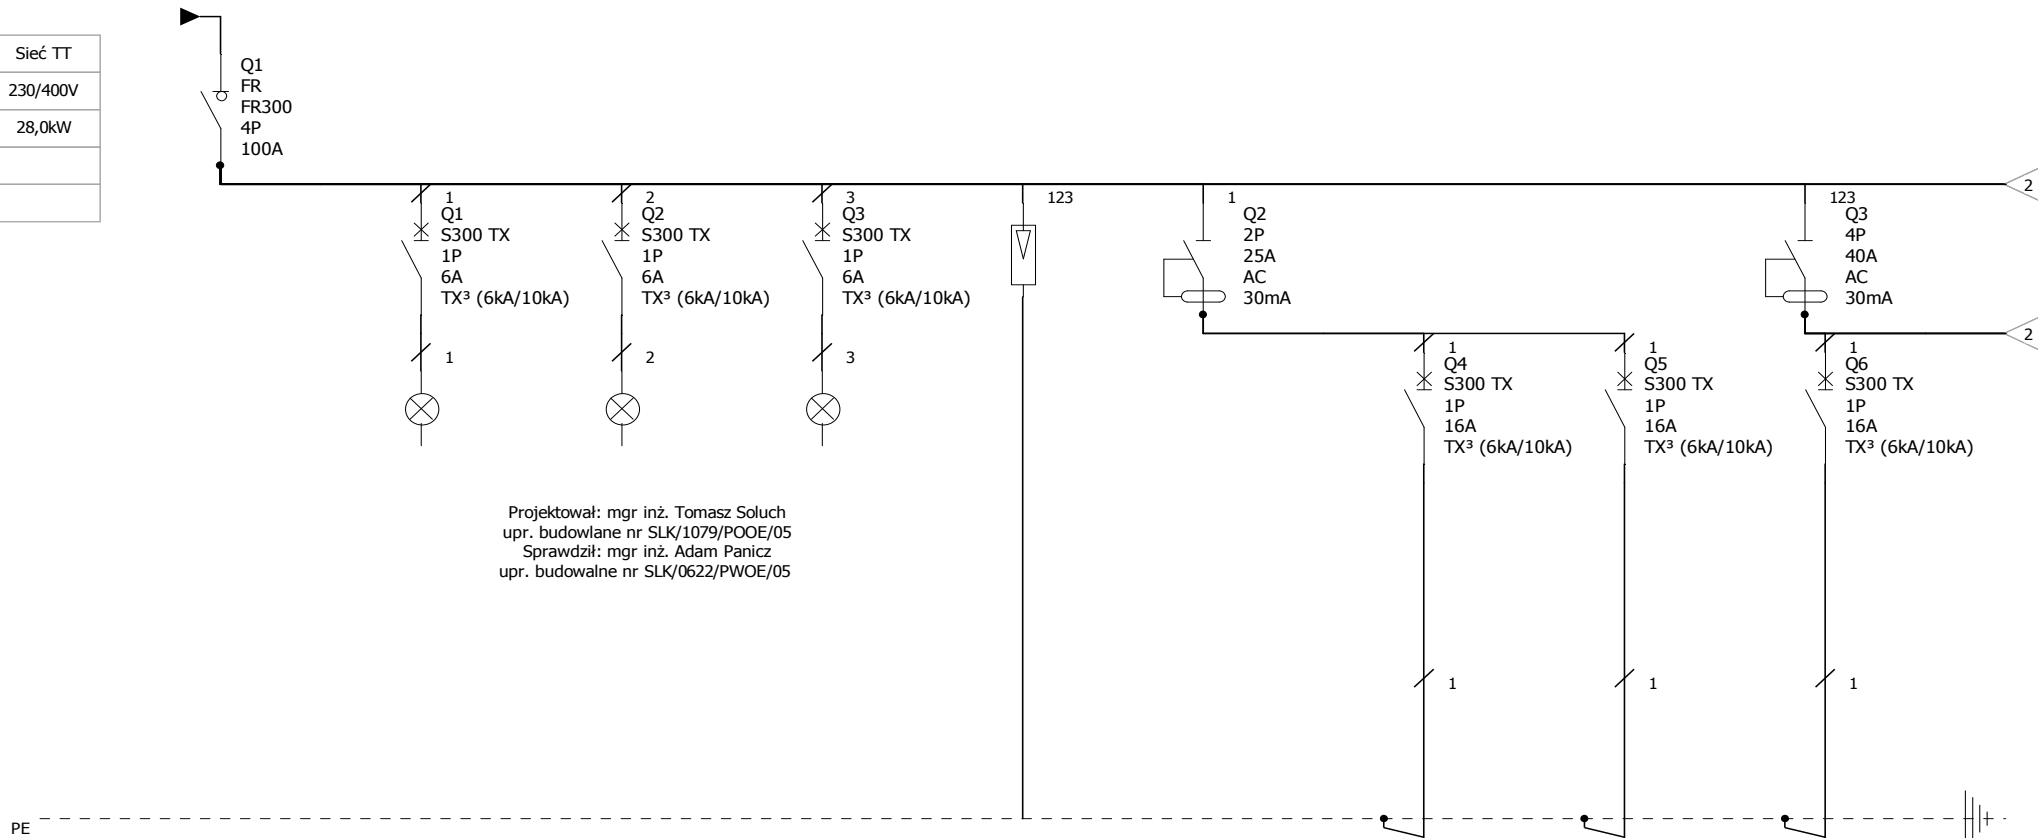 Sieć TT
230/400V
28,0kW
Q1
FR
FR300
4P
100A
1
Q1
S300 TX
1P
6A
TX³ (6kA/10kA)
1
2
Q2
S300 TX
1P
6A
TX³ (6kA/10kA)
2
3
Q3
S300 TX
1P
6A
TX³ (6kA/10kA)
3
123
1
Q2
2P
25A
AC
30mA
123
Q3
4P
40A
AC
30mA
2
2
1
Q4
S300 TX
1P
16A
TX³ (6kA/10kA)
1
1
Q5
S300 TX
1P
16A
TX³ (6kA/10kA)
1
1
Q6
S300 TX
1P
16A
TX³ (6kA/10kA)
1
Projektował: mgr inż. Tomasz Soluch
upr. budowlane nr SLK/1079/POOE/05
Sprawdził: mgr inż. Adam Panicz
upr. budowalne nr SLK/0622/PWOE/05
PE